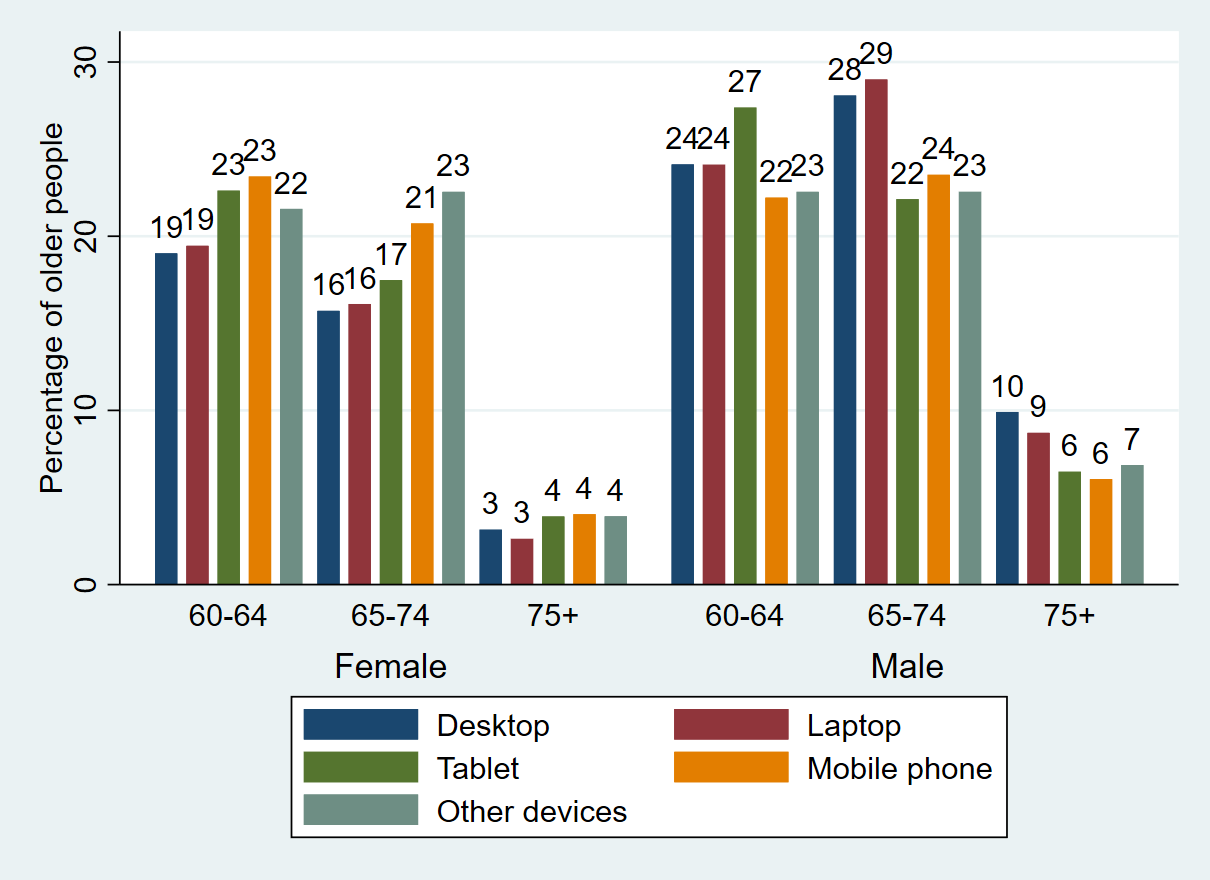 Percentage of older people
30
20
10
0
19 19 23 23 22 16 16 17 21 23 3 3 4 4 4 24 24 27 22 23 28 29 22 24 23 10 9 6 6 7
60-64 65-74 75+ 60-64 65-74 75+
Female Male
Desktop Laptop
Tablet Mobile phone
Other devices